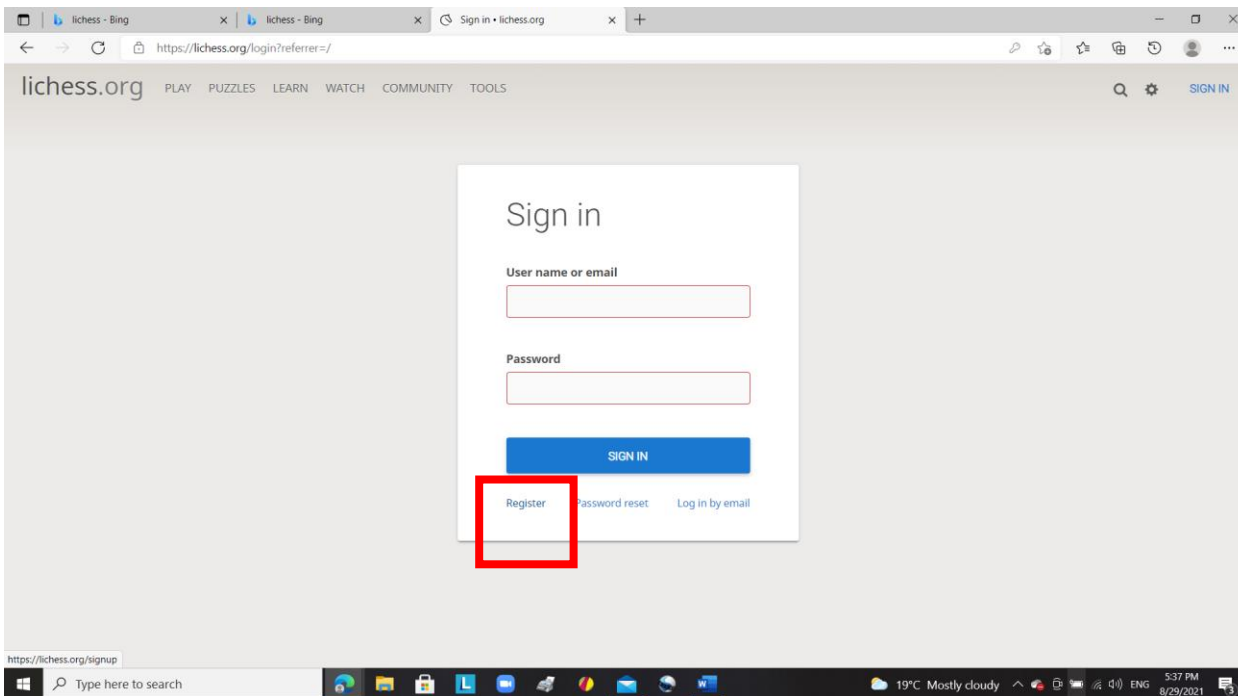 lichess - Bing
lichess - Bing
Sign in • lichess.org
https://lichess.org/login?referrer=/
lichess.org PLAY PUZZLES LEARN WATCH COMMUNITY TOOLS SIGN IN
Sign in
User name or email
Password
SIGN IN
Register Password reset Log in by email
https://lichess.org/signup
Type here to search
19°C Mostly cloudy ENG 5:37 PM
8/29/2021